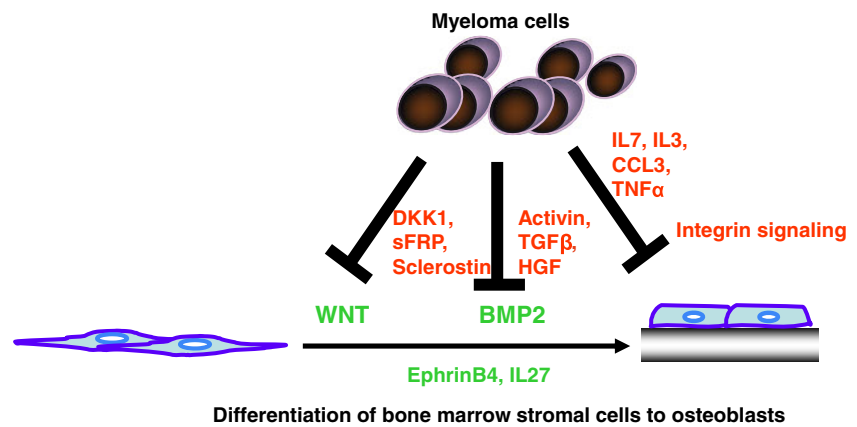 Myeloma cells
IL7, IL3,
CCL3,
TNFα
DKK1,
sFRP,
Sclerostin
Activin,
TGFβ,
HGF
Integrin signaling
WNT
BMP2
EphrinB4, IL27
Differentiation of bone marrow stromal cells to osteoblasts